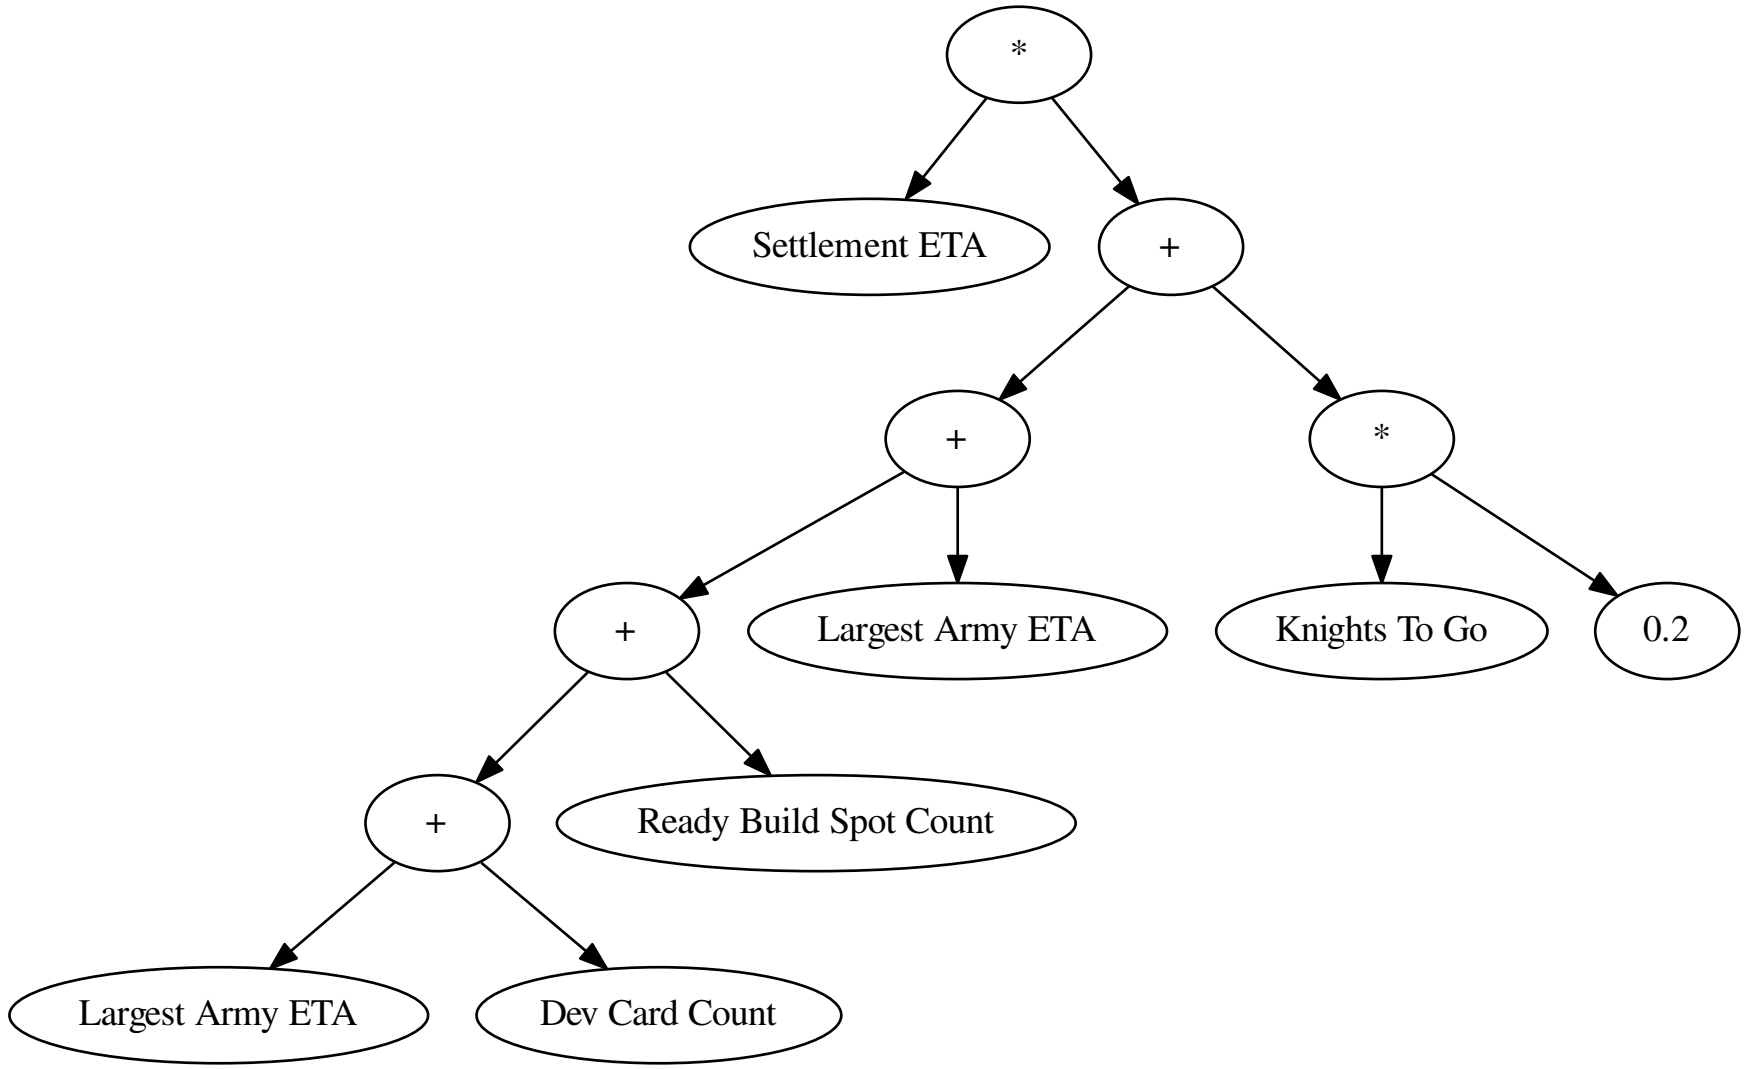 *
Settlement ETA
+
+
*
+
Largest Army ETA
Knights To Go
0.2
+
Ready Build Spot Count
Largest Army ETA
Dev Card Count